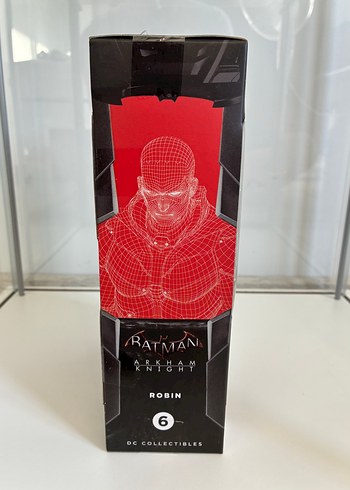 BATMAN
ARKHAM
KNIGHT
ROBIN
6
DC COLLECTIBLES